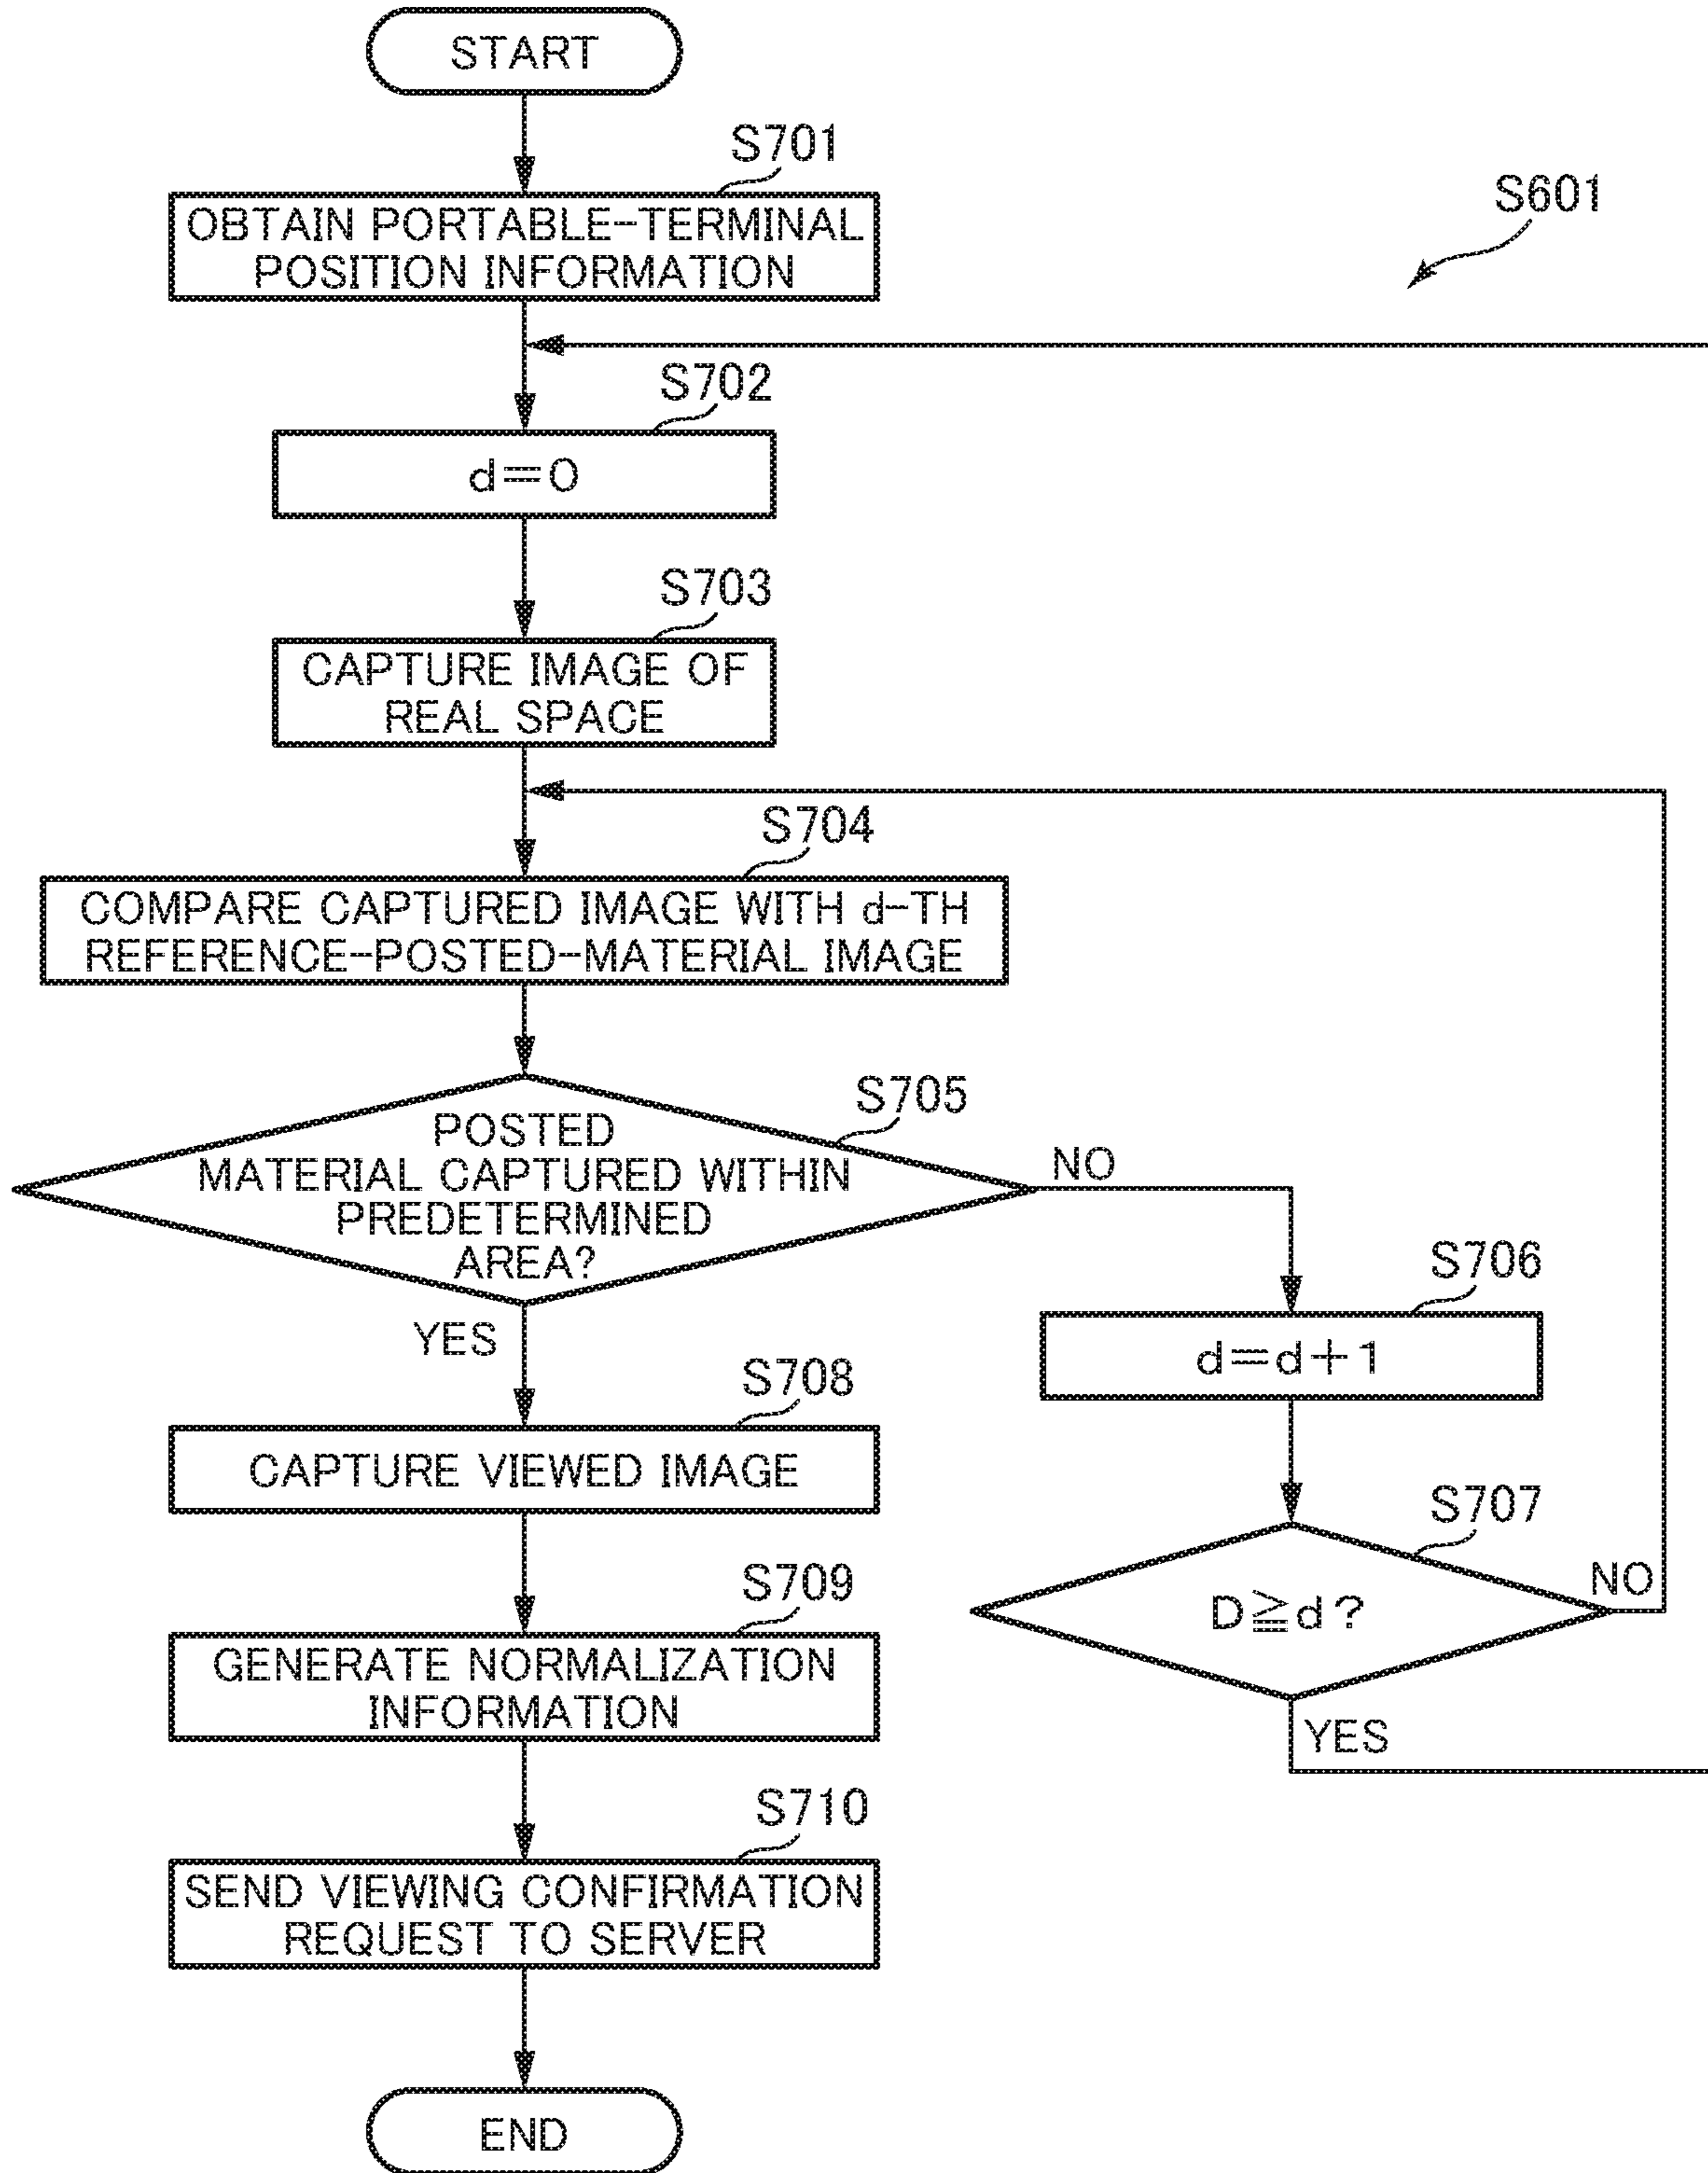 START
S701
OBTAIN PORTABLE-TERMINAL
POSITION INFORMATION
S601
S702
d=0
S703
CAPTURE IMAGE OF
REAL SPACE
S704
COMPARE CAPTURED IMAGE WITH d-TH
REFERENCE-POSTED-MATERIAL IMAGE
S705
POSTED
MATERIAL CAPTURED WITHIN
PREDETERMINED
AREA?
NO
YES
S706
d=d+1
S707
D≧d?
NO
YES
S708
CAPTURE VIEWED IMAGE
S709
GENERATE NORMALIZATION
INFORMATION
S710
SEND VIEWING CONFIRMATION
REQUEST TO SERVER
END